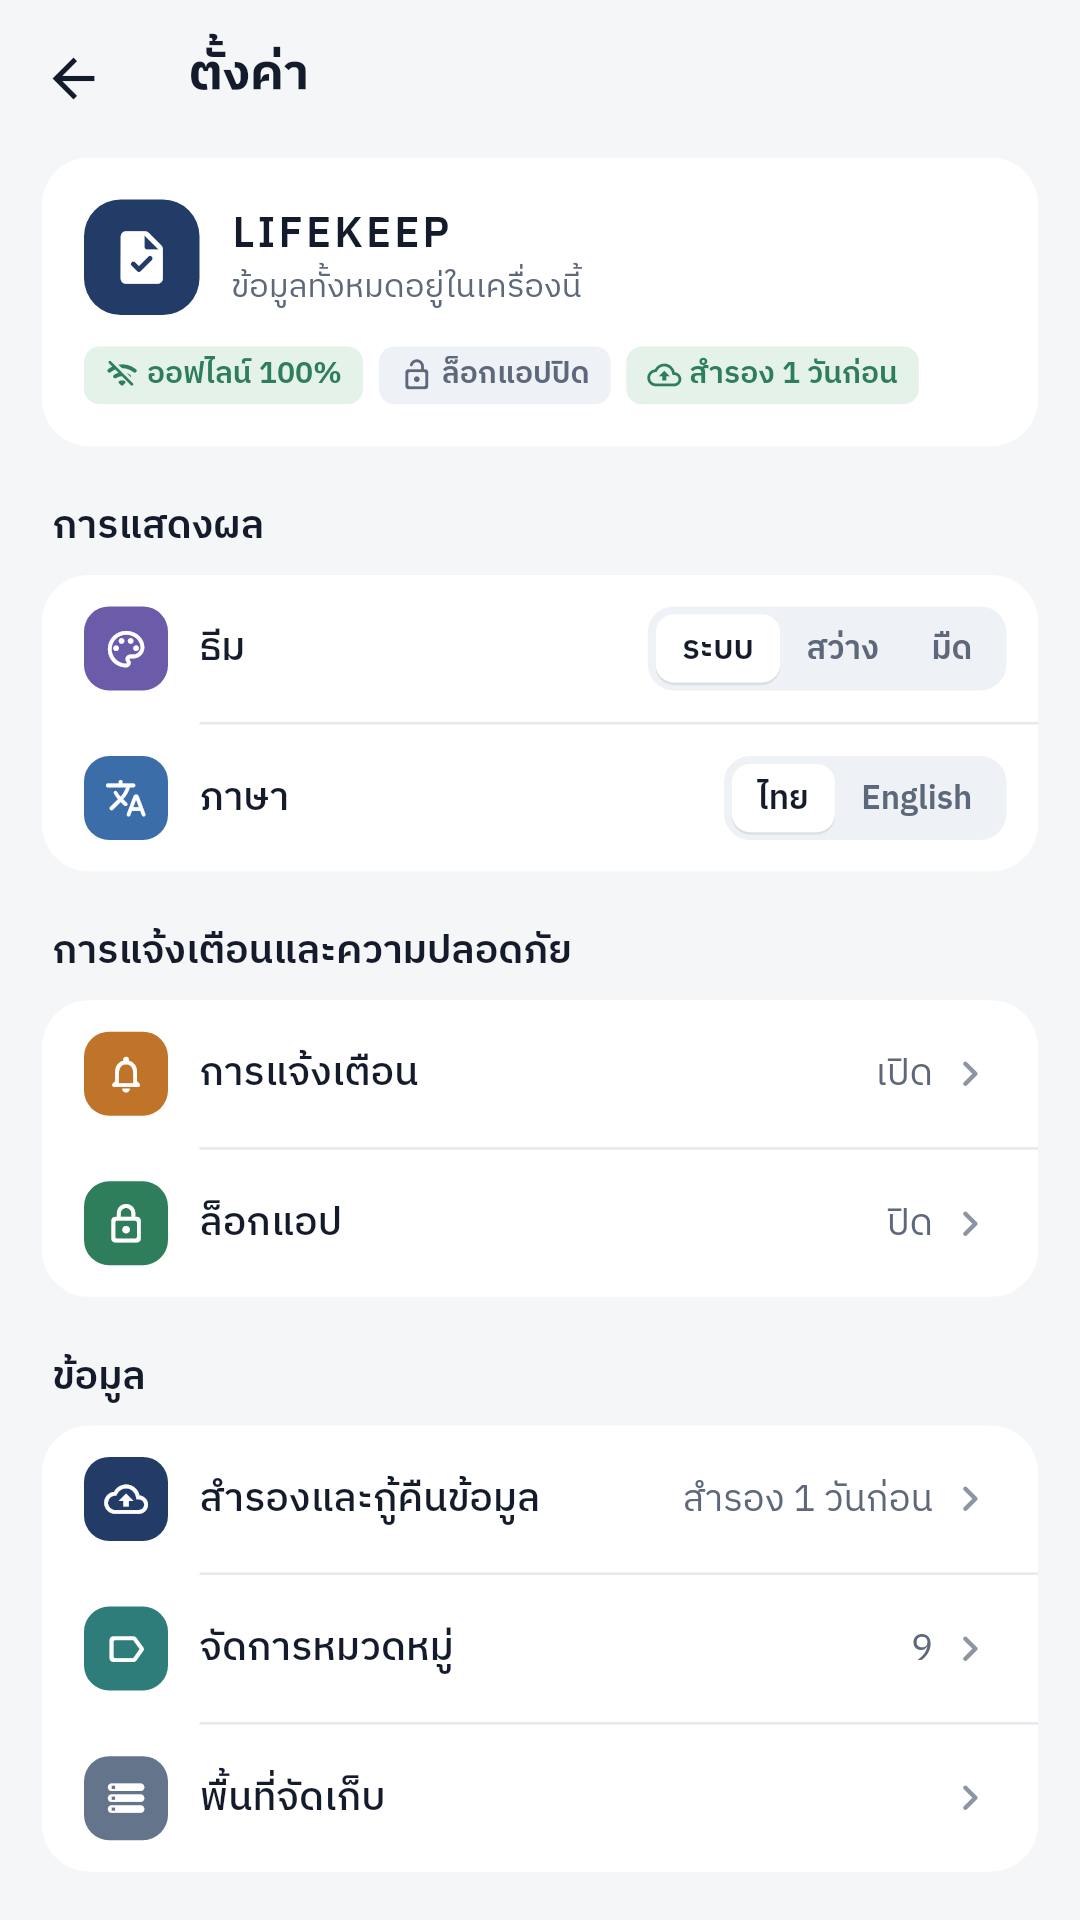 ตั้งค่า
LIFEKEEP
ข้อมูลทั้งหมดอยู่ในเครื่องนี้
ออฟไลน์ 100% ล็อกแอปปิด สำรอง 1 วันก่อน
การแสดงผล
ธีม ระบบ สว่าง มืด
ภาษา ไทย English
การแจ้งเตือนและความปลอดภัย
การแจ้งเตือน เปิด
ล็อกแอป ปิด
ข้อมูล
สำรองและกู้คืนข้อมูล สำรอง 1 วันก่อน
จัดการหมวดหมู่ 9
พื้นที่จัดเก็บ